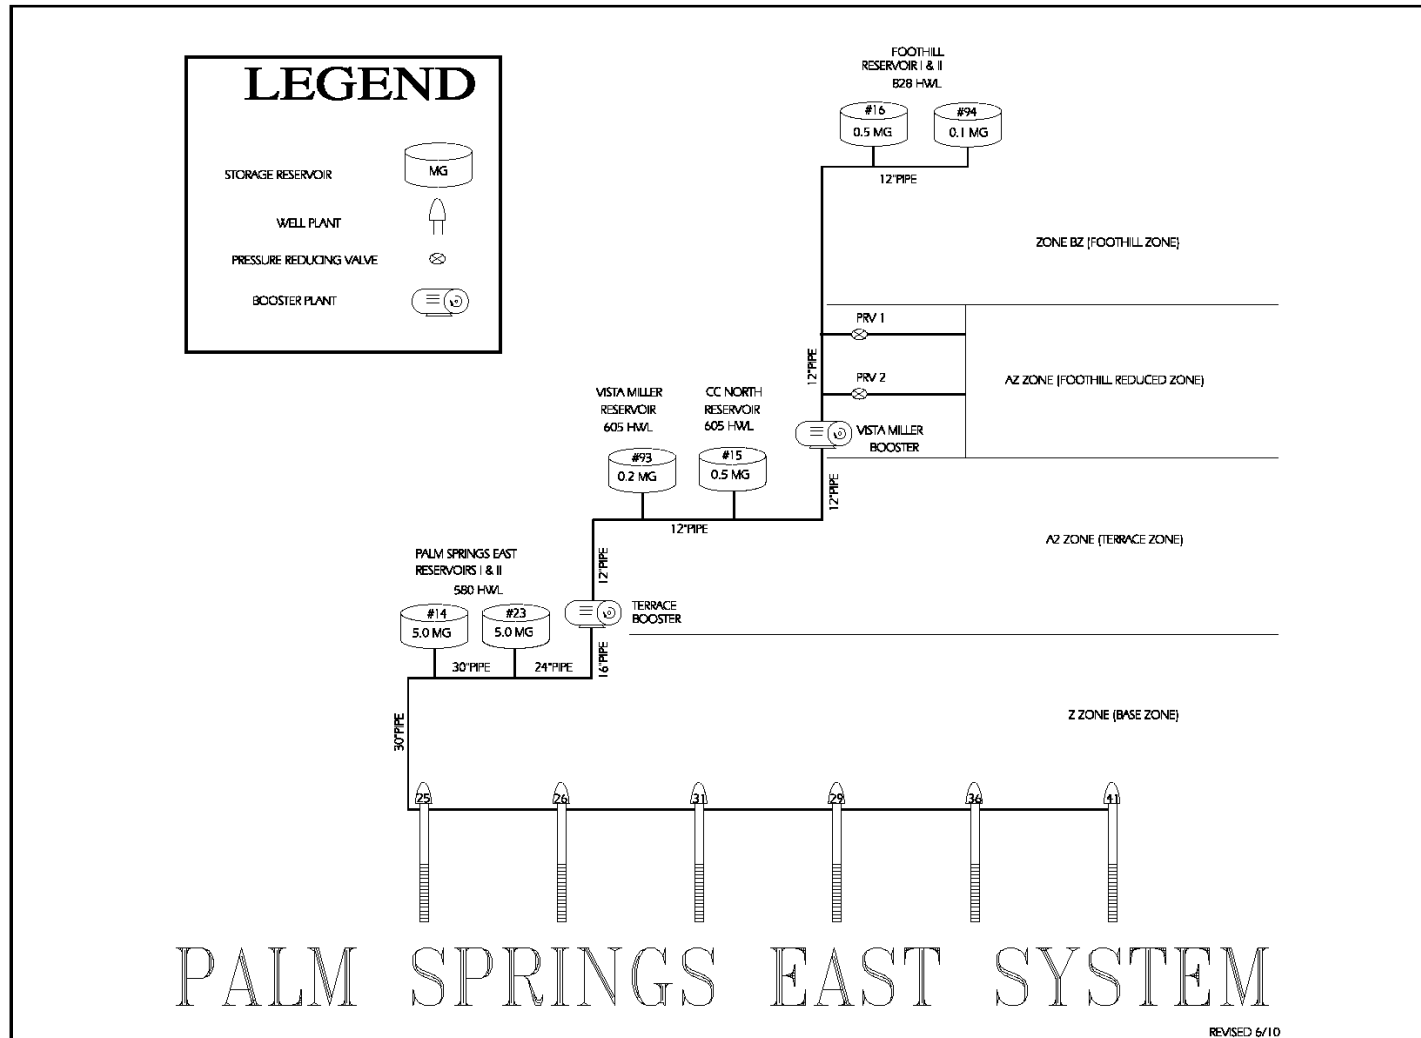 LEGEND
MG
STORAGE RESERVOIR
WELL PLANT
PRESSURE REDUCING VALVE
BOOSTER PLANT
FOOTHILL
RESERVOIR I & II
828 HWL
#16
0.5 MG
#94
0.1 MG
12"PIPE
ZONE BZ (FOOTHILL ZONE)
PRV 1
12"PIPE
PRV 2
AZ ZONE (FOOTHILL REDUCED ZONE)
VISTA MILLER
RESERVOIR
605 HWL
CC NORTH
RESERVOIR
605 HWL
VISTA MILLER
BOOSTER
#93
0.2 MG
#15
0.5 MG
12"PIPE
12"PIPE
A2 ZONE (TERRACE ZONE)
PALM SPRINGS EAST
RESERVOIRS I & II
580 HWL
12"PIPE
#14
5.0 MG
#23
5.0 MG
TERRACE
BOOSTER
30"PIPE
24"PIPE
16"PIPE
30"PIPE
Z ZONE (BASE ZONE)
25
26
31
29
36
41
PALM SPRINGS EAST SYSTEM
REVISED 6/10